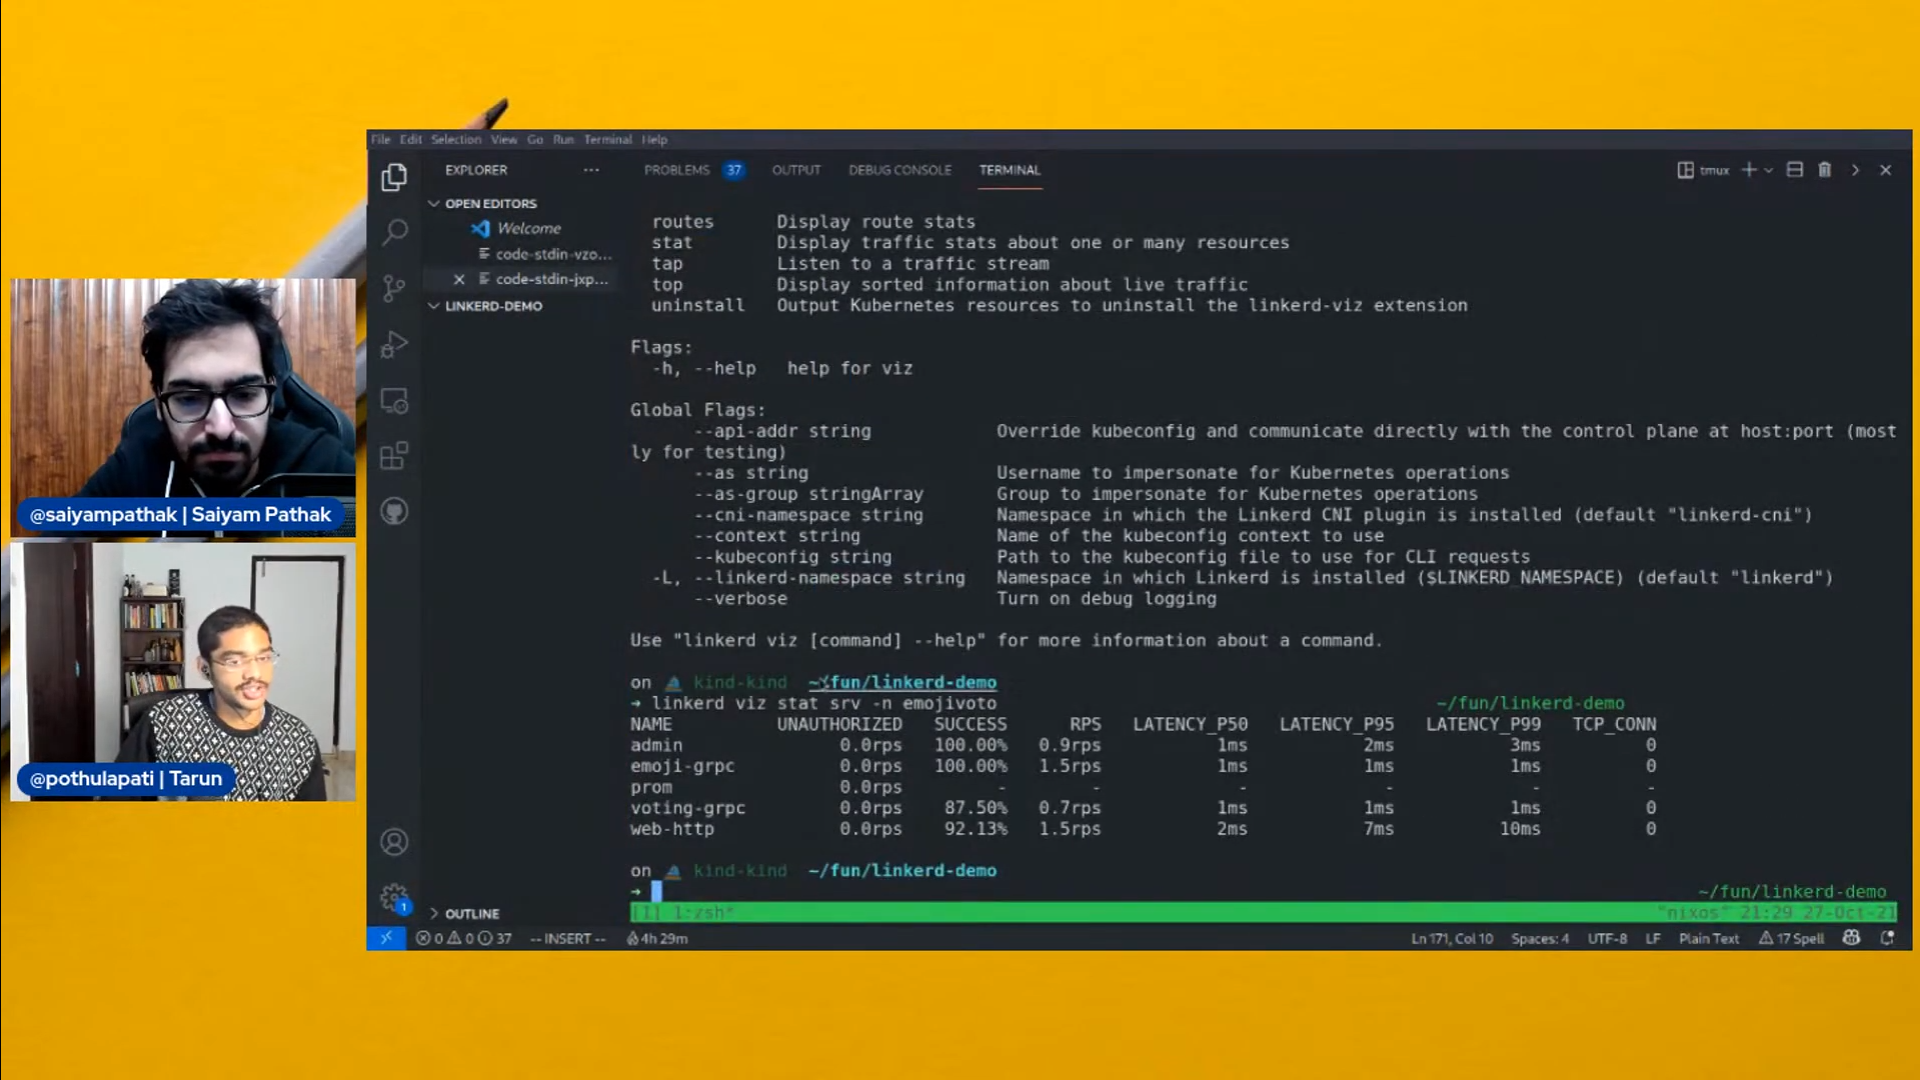 File Edit Selection View Go Run Terminal Help
EXPLORER ···
PROBLEMS 37 OUTPUT DEBUG CONSOLE TERMINAL
tmux
OPEN EDITORS
Welcome
code-stdin-vzo...
code-stdin-jxp...
LINKERD-DEMO
routes Display route stats
stat Display traffic stats about one or many resources
tap Listen to a traffic stream
top Display sorted information about live traffic
uninstall Output Kubernetes resources to uninstall the linkerd-viz extension
Flags:
-h, --help help for viz
Global Flags:
--api-addr string Override kubeconfig and communicate directly with the control plane at host:port (most
ly for testing)
--as string Username to impersonate for Kubernetes operations
--as-group stringArray Group to impersonate for Kubernetes operations
--cni-namespace string Namespace in which the Linkerd CNI plugin is installed (default "linkerd-cni")
--context string Name of the kubeconfig context to use
--kubeconfig string Path to the kubeconfig file to use for CLI requests
-L, --linkerd-namespace string Namespace in which Linkerd is installed ($LINKERD_NAMESPACE) (default "linkerd")
--verbose Turn on debug logging
Use "linkerd viz [command] --help" for more information about a command.
on kind-kind ~/fun/linkerd-demo
➜ linkerd viz stat srv -n emojivoto ~/fun/linkerd-demo
NAME UNAUTHORIZED SUCCESS RPS LATENCY_P50 LATENCY_P95 LATENCY_P99 TCP_CONN
admin 0.0rps 100.00% 0.9rps 1ms 2ms 3ms 0
emoji-grpc 0.0rps 100.00% 1.5rps 1ms 1ms 1ms 0
prom 0.0rps - - - - - -
voting-grpc 0.0rps 87.50% 0.7rps 1ms 1ms 1ms 0
web-http 0.0rps 92.13% 1.5rps 2ms 7ms 10ms 0
on kind-kind ~/fun/linkerd-demo
➜ ~/fun/linkerd-demo
[1] 1:zsh* "nixos" 21:29 27-Oct-21
OUTLINE
1
0 0 37 -- INSERT -- 4h 29m Ln 171, Col 10 Spaces: 4 UTF-8 LF Plain Text 17 Spell
@saiyampathak | Saiyam Pathak
@pothulapati | Tarun